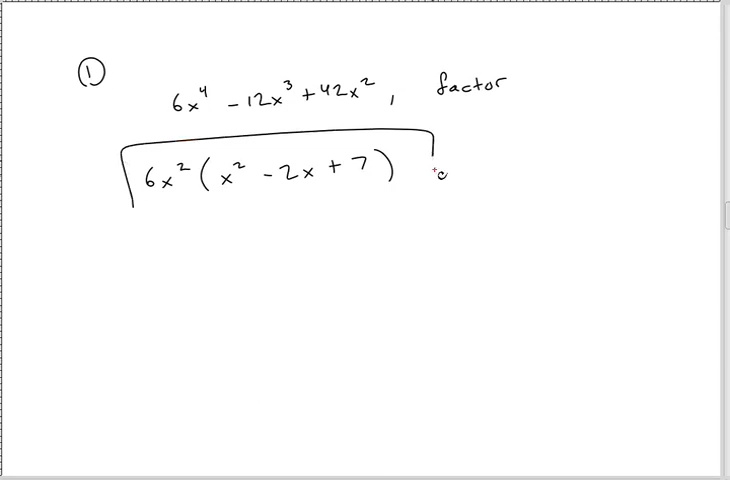 ①
6x⁴ - 12x³ + 42x², factor
6x² ( x² - 2x + 7 )